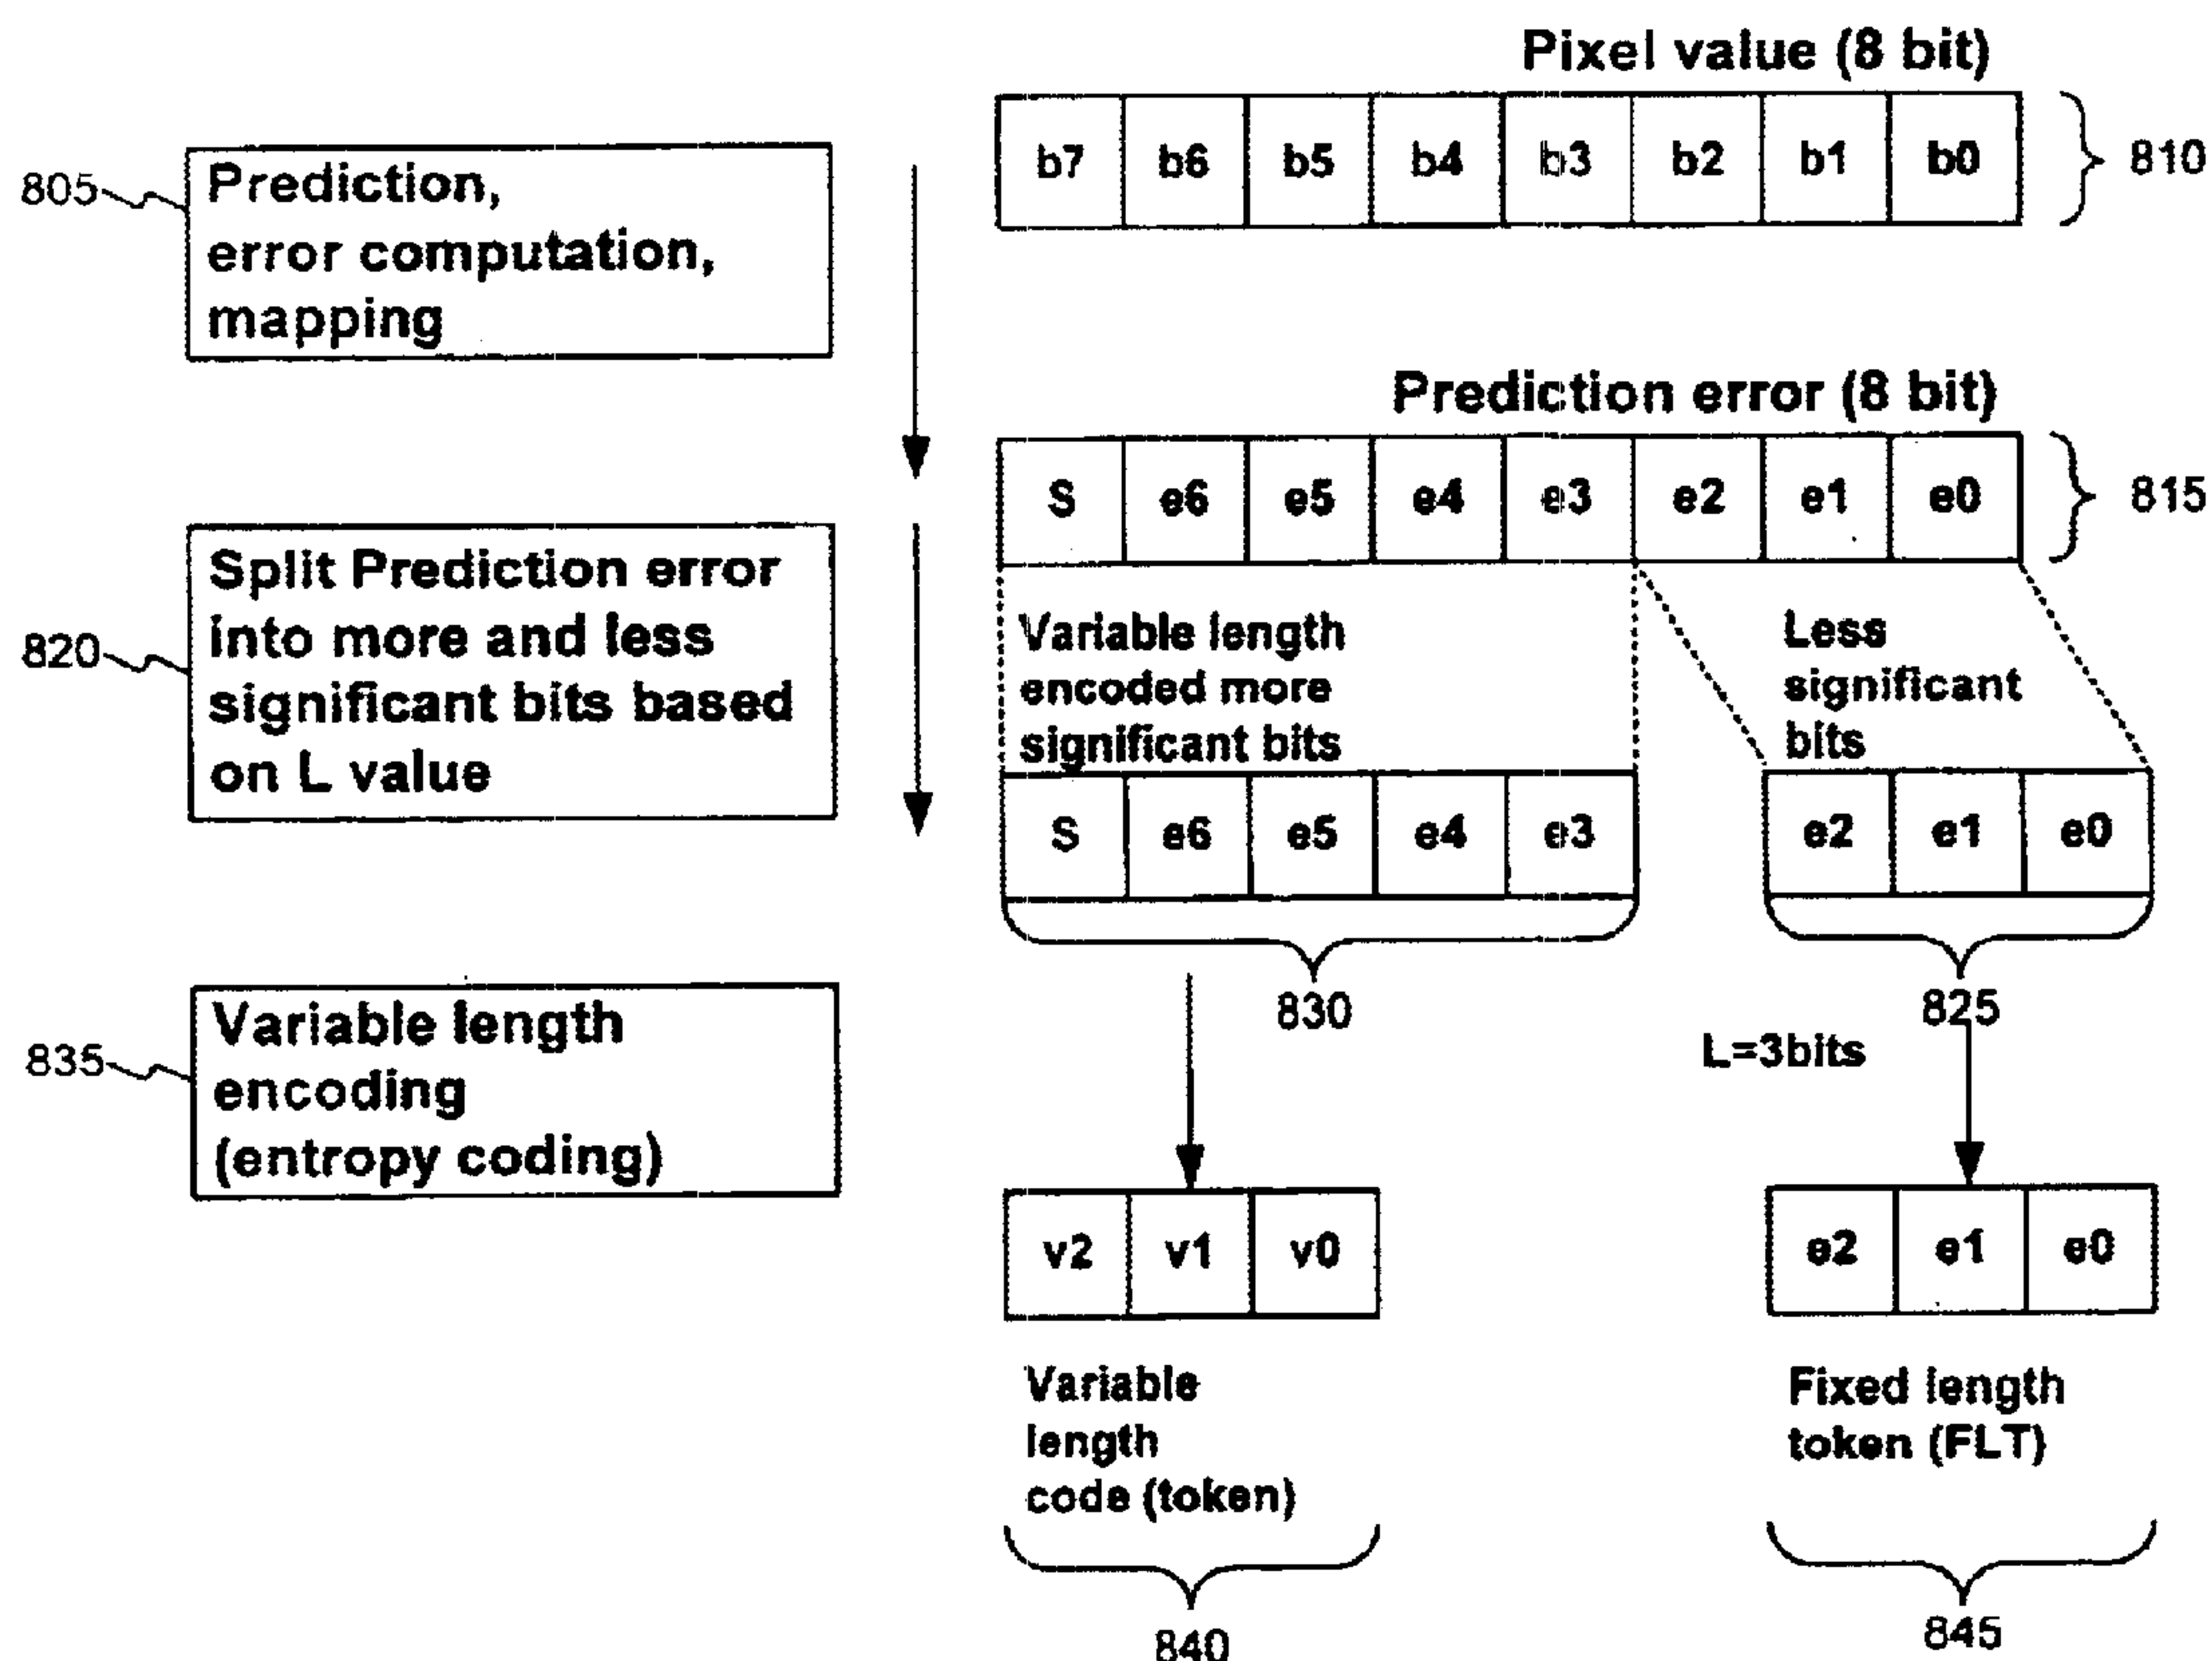 Pixel value (8 bit)
b7 b6 b5 b4 b3 b2 b1 b0
810
805
Prediction,
error computation,
mapping
Prediction error (8 bit)
S e6 e5 e4 e3 e2 e1 e0
815
820
Split Prediction error
into more and less
significant bits based
on L value
Variable length
encoded more
significant bits
Less
significant
bits
S e6 e5 e4 e3
e2 e1 e0
830
825
L=3bits
835
Variable length
encoding
(entropy coding)
v2 v1 v0
e2 e1 e0
Variable
length
code (token)
Fixed length
token (FLT)
840
845